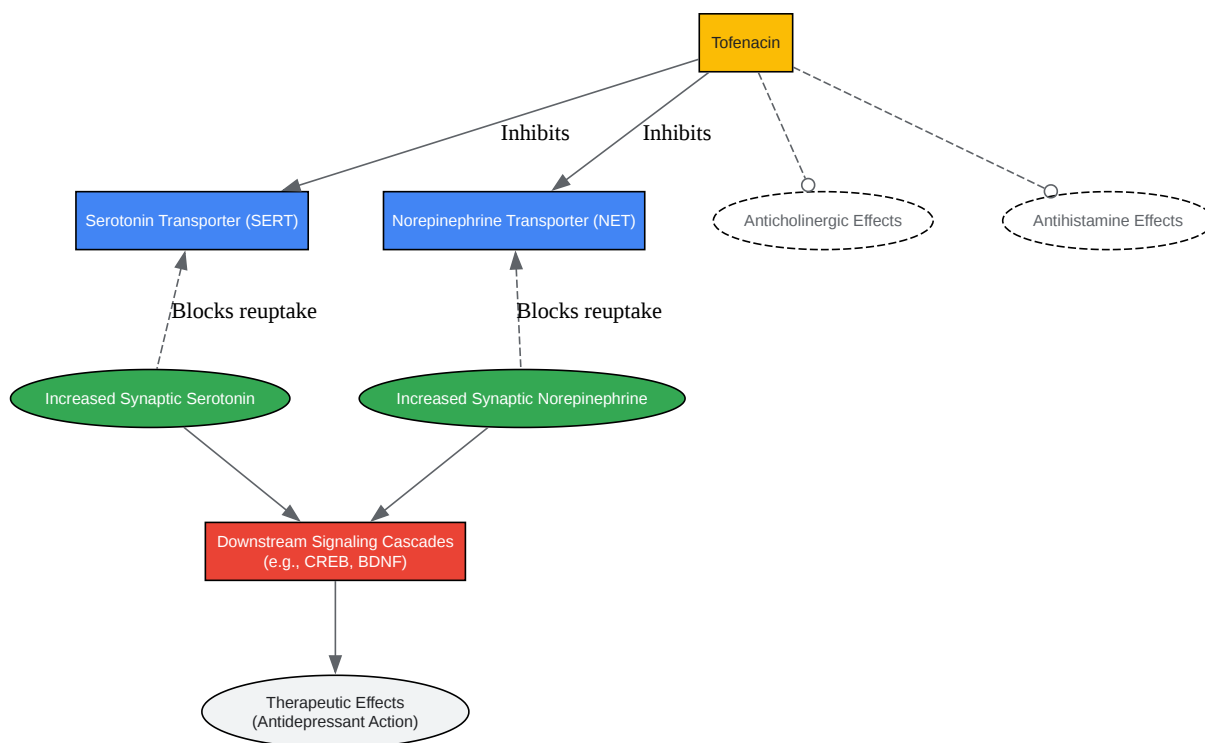 Tofenacin
Inhibits
Inhibits
Serotonin Transporter (SERT)
Norepinephrine Transporter (NET)
Anticholinergic Effects
Antihistamine Effects
Blocks reuptake
Blocks reuptake
Increased Synaptic Serotonin
Increased Synaptic Norepinephrine
Downstream Signaling Cascades
(e.g., CREB, BDNF)
Therapeutic Effects
(Antidepressant Action)